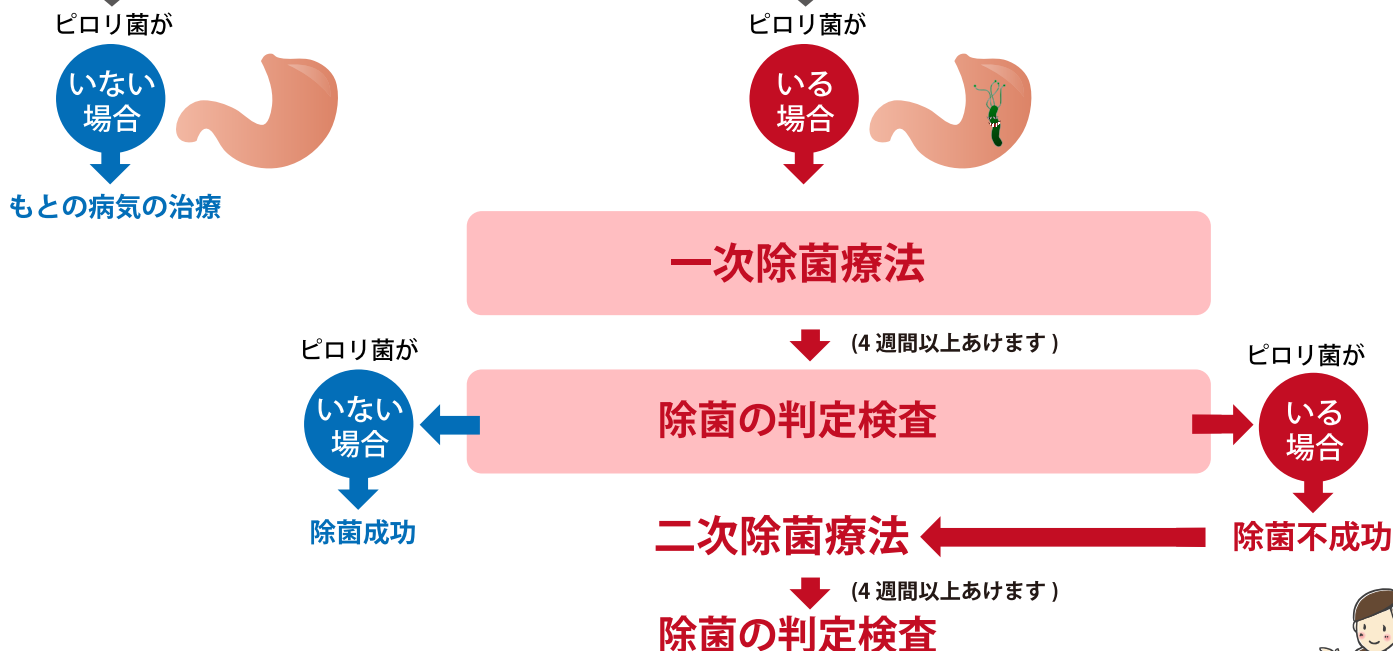 ピロリ菌が
いない
場合
もとの病気の治療
ピロリ菌が
いる
場合
一次除菌療法
(4 週間以上あけます )
除菌の判定検査
ピロリ菌が
いない
場合
除菌成功
ピロリ菌が
いる
場合
除菌不成功
二次除菌療法
(4 週間以上あけます )
除菌の判定検査